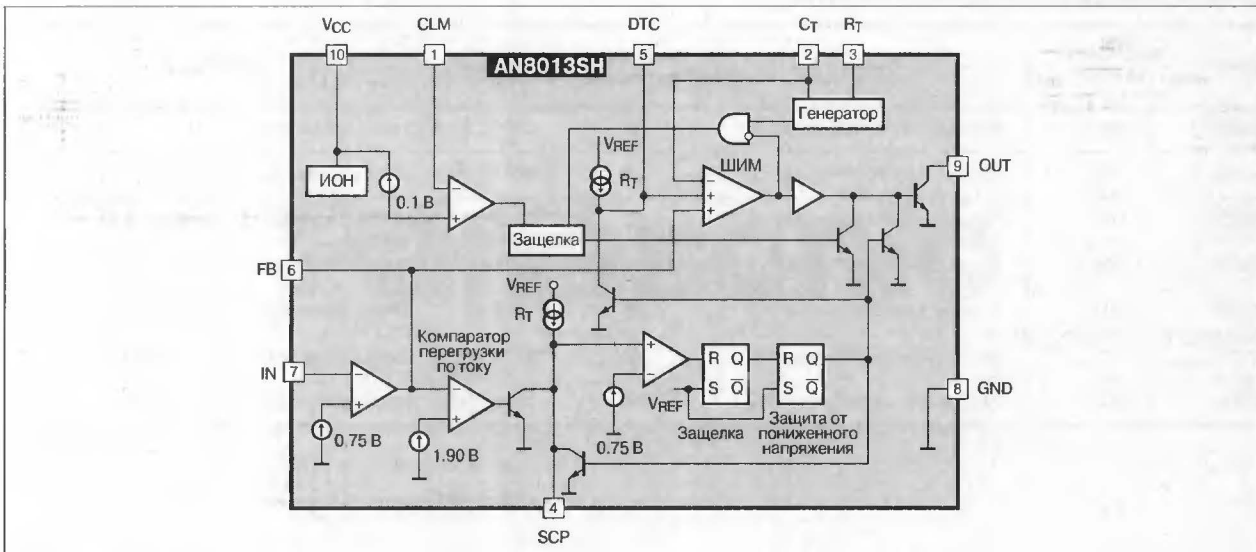 VCC CLM DTC CT RT
10 1 5 2 3
AN8013SH
Генератор
VREF
ШИМ
9 OUT
RT
ИОН
0.1 В
Защелка
FB 6
VREF
RT
Компаратор
перегрузки
по току
R Q R Q
IN 7
S Q S Q
8 GND
VREF
Защелка
Защита от
пониженного
напряжения
0.75 В
0.75 В
1.90 В
4
SCP